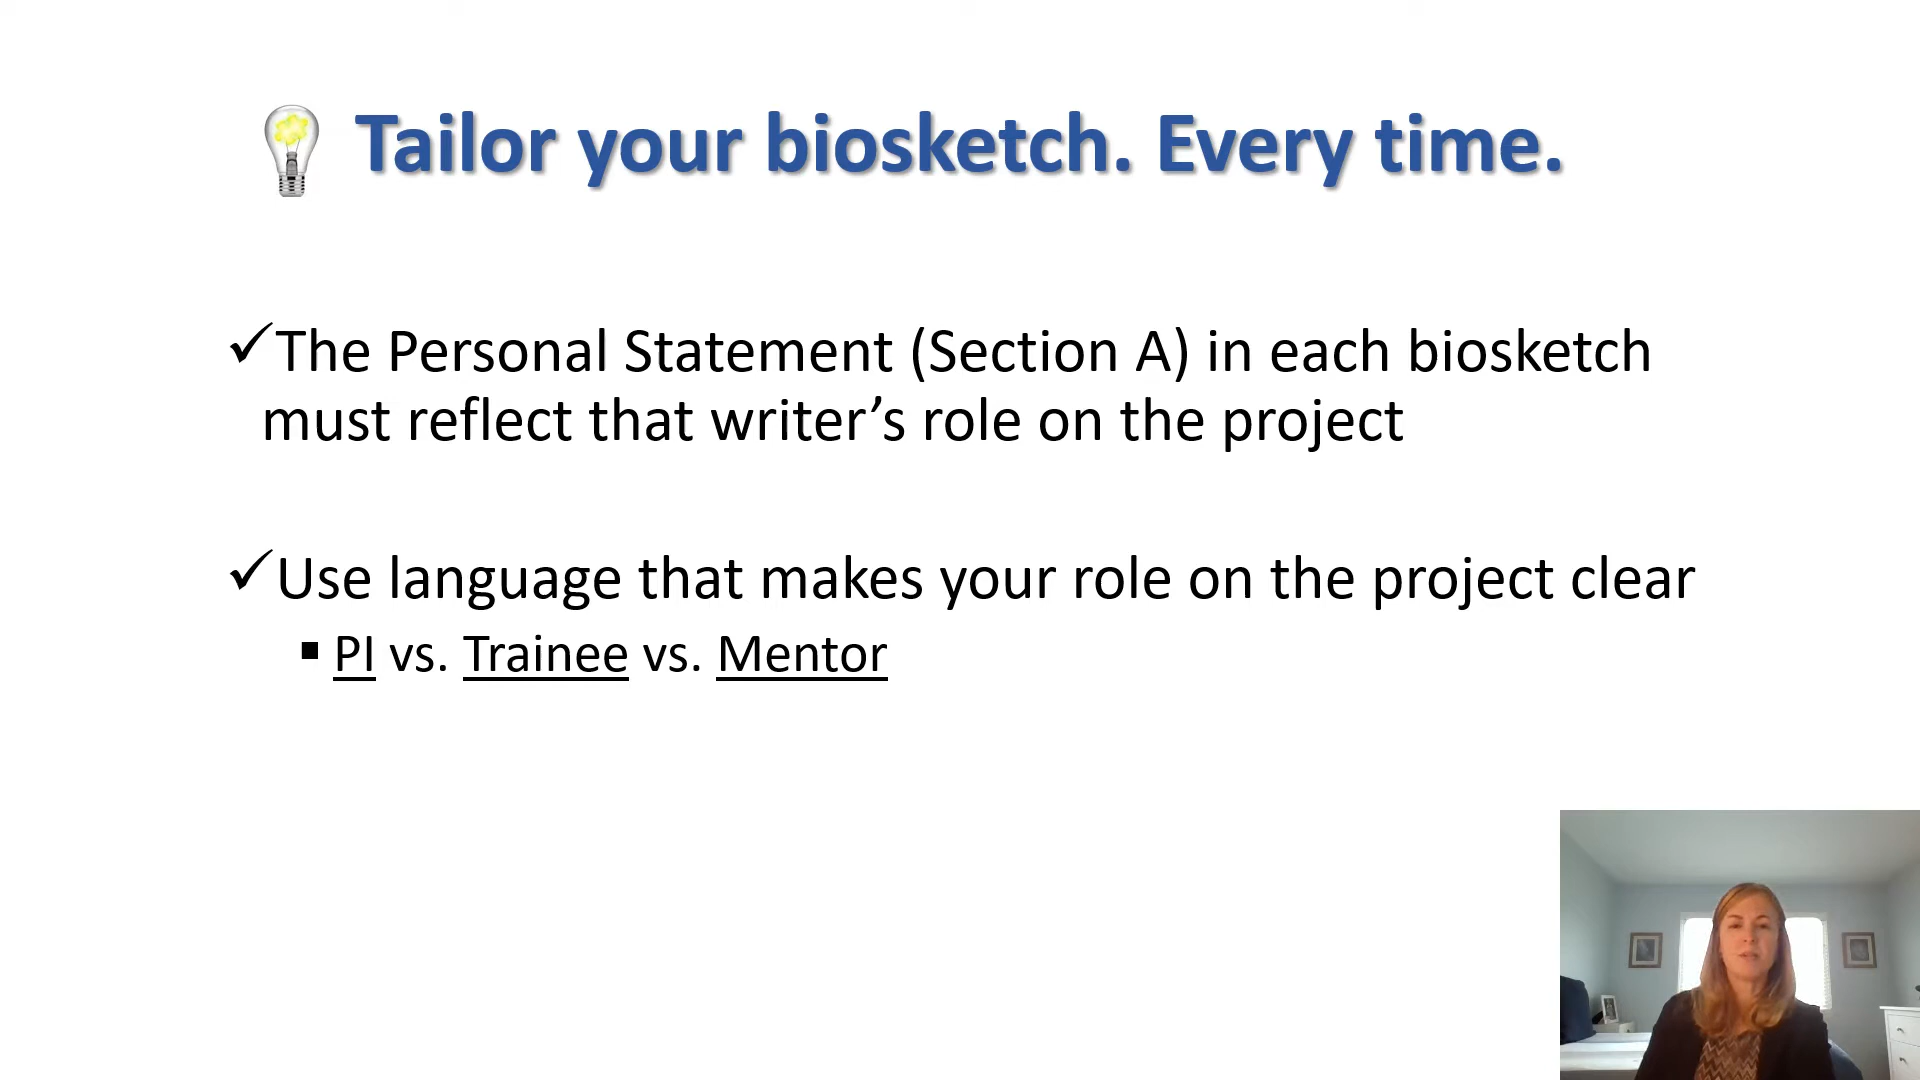 Tailor your biosketch. Every time.
✓The Personal Statement (Section A) in each biosketch
must reflect that writer’s role on the project
✓Use language that makes your role on the project clear
▪ PI vs. Trainee vs. Mentor